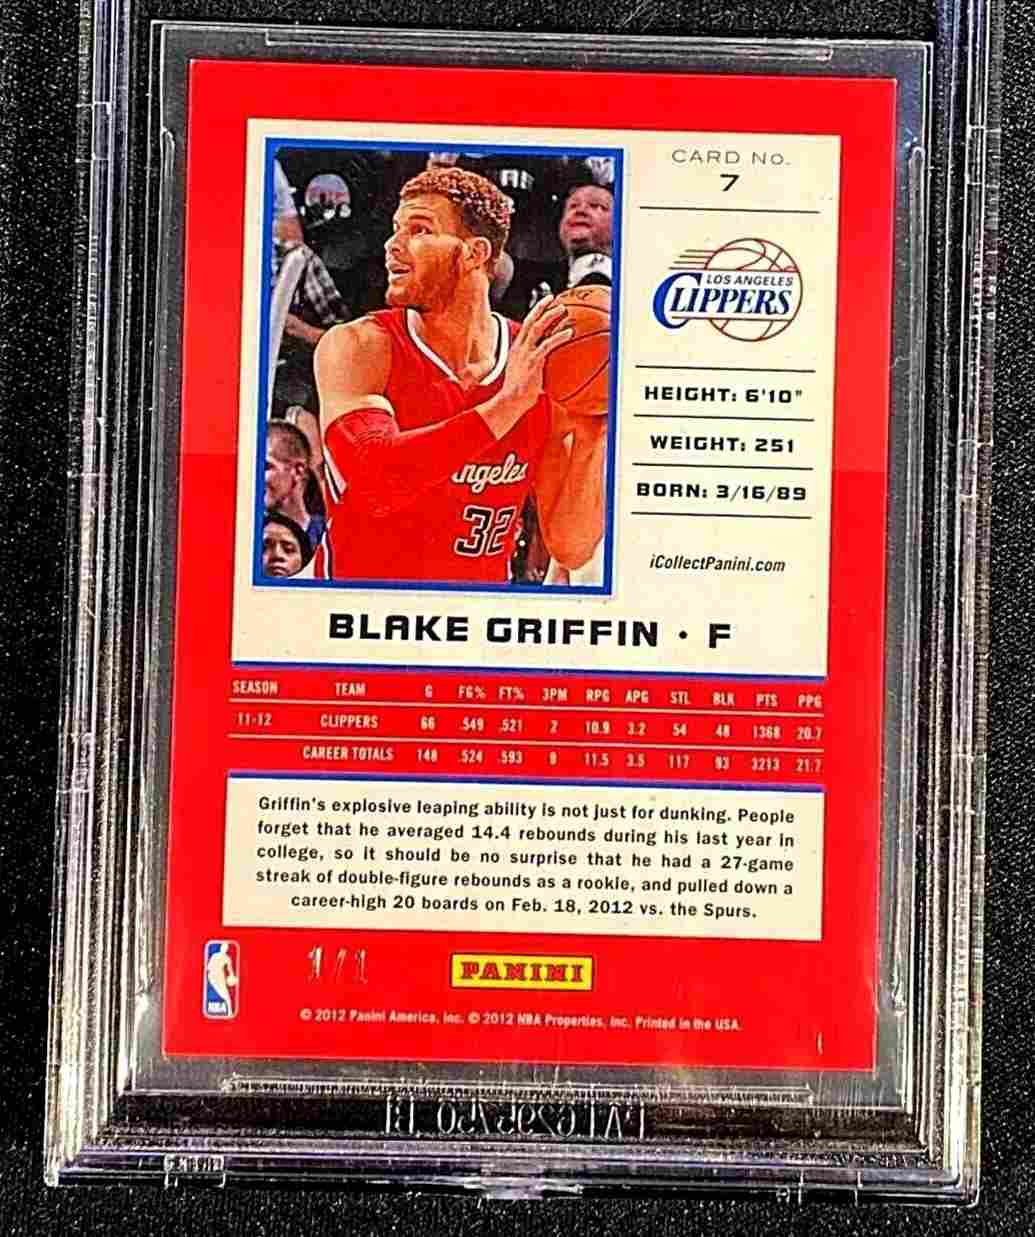 CARD No.
7
LOS ANGELES
CLIPPERS
HEIGHT: 6'10"
WEIGHT: 251
BORN: 3/16/89
iCollectPanini.com
ngeles
32
BLAKE GRIFFIN · F
SEASON TEAM G FG% FT% 3PM RPG APG STL BLK PTS PPG
11-12 CLIPPERS 66 .549 .521 2 10.9 3.2 54 48 1368 20.7
CAREER TOTALS 148 .524 .593 9 11.5 3.5 117 93 3213 21.7
Griffin's explosive leaping ability is not just for dunking. People
forget that he averaged 14.4 rebounds during his last year in
college, so it should be no surprise that he had a 27-game
streak of double-figure rebounds as a rookie, and pulled down a
career-high 20 boards on Feb. 18, 2012 vs. the Spurs.
NBA
1/1
PANINI
© 2012 Panini America, Inc. © 2012 NBA Properties, Inc. Printed in the USA.